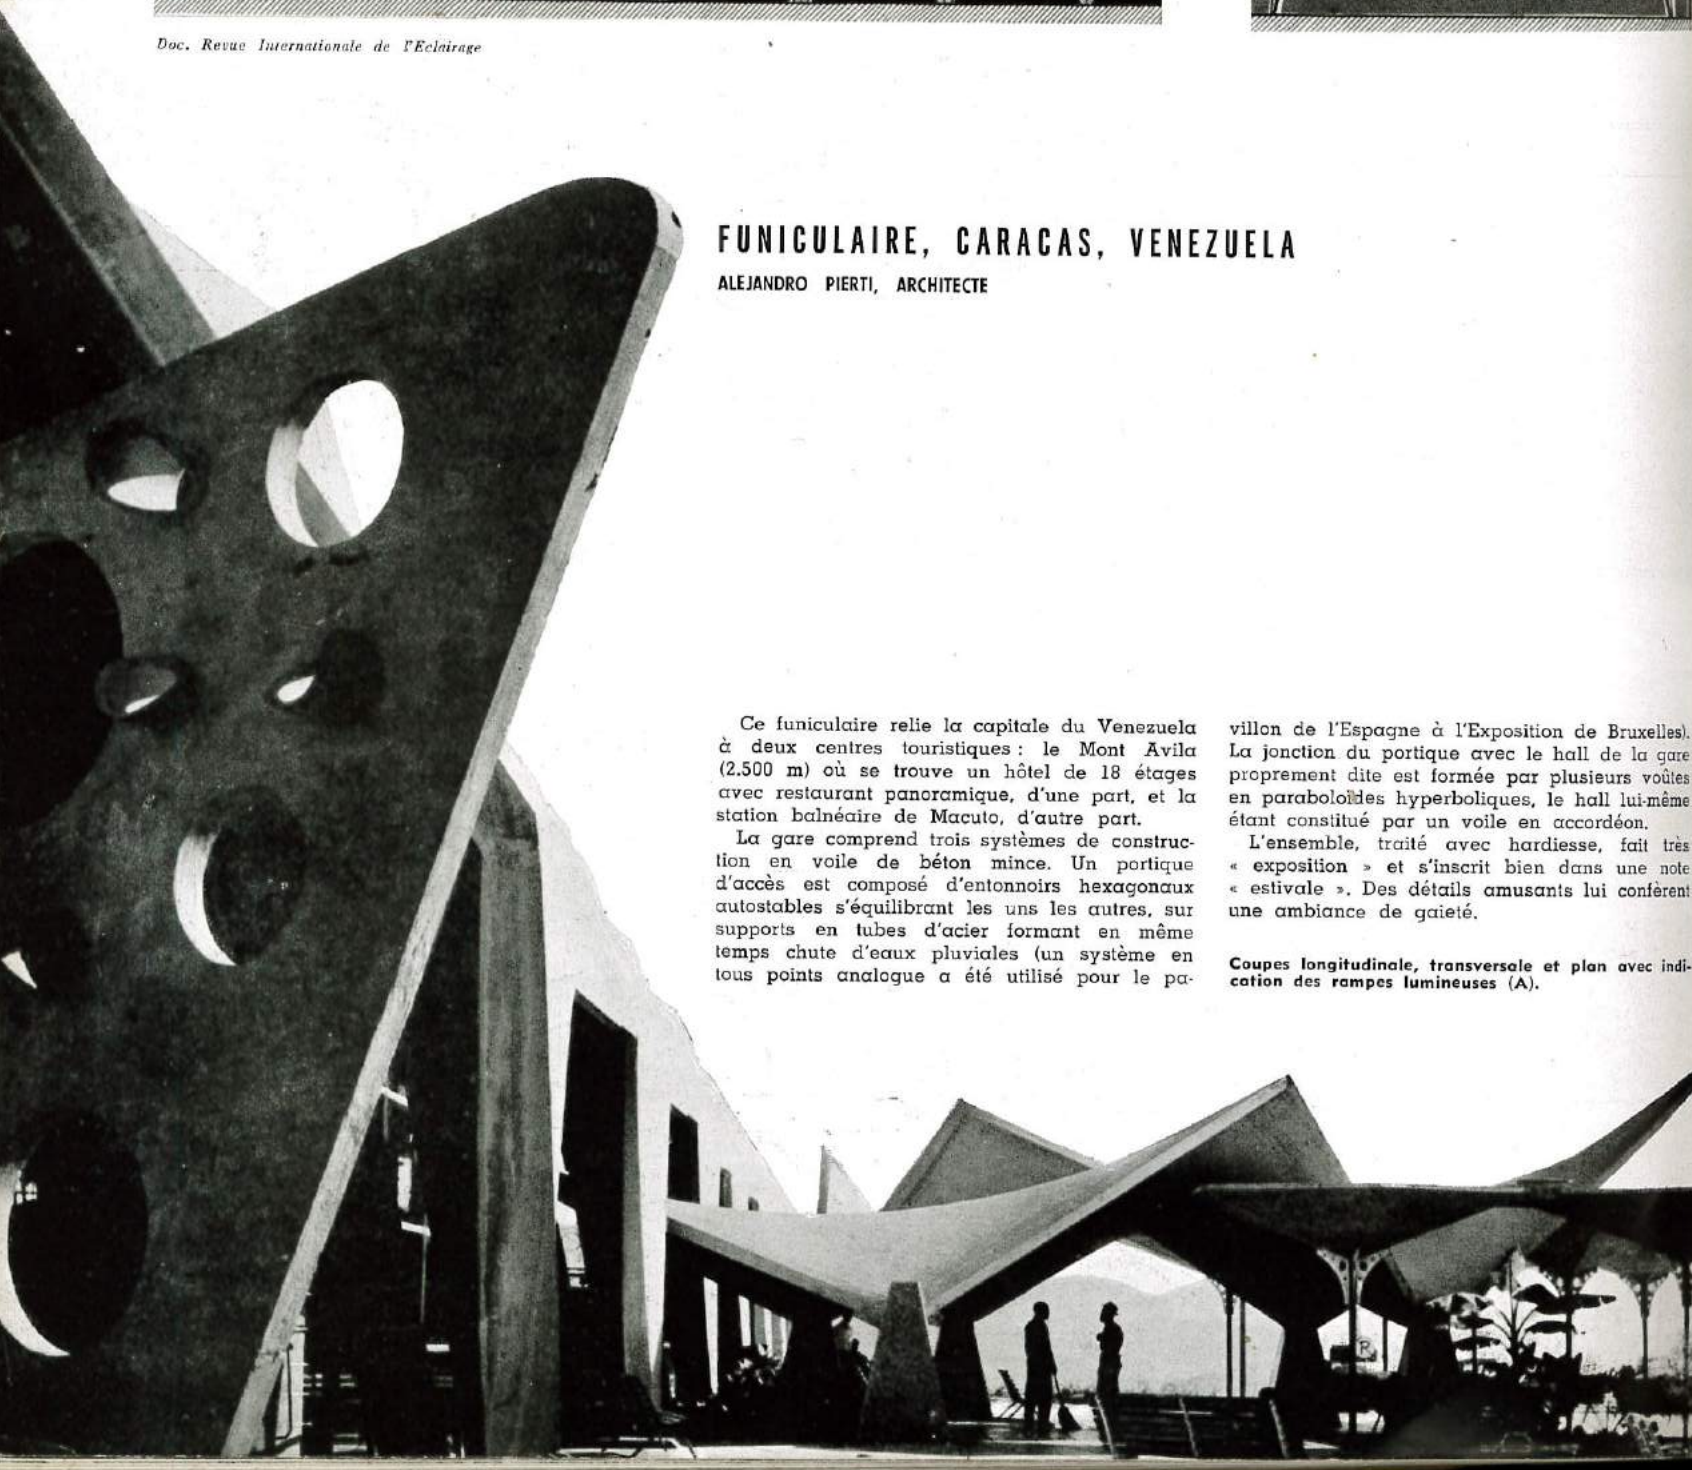 Doc. Revue Internationale de l'Eclairage
FUNICULAIRE, CARACAS, VENEZUELA
ALEJANDRO PIERTI, ARCHITECTE
Ce funiculaire relie la capitale du Venezuela
à deux centres touristiques : le Mont Avila
(2.500 m) où se trouve un hôtel de 18 étages
avec restaurant panoramique, d'une part, et la
station balnéaire de Macuto, d'autre part.
La gare comprend trois systèmes de construc-
tion en voile de béton mince. Un portique
d'accès est composé d'entonnoirs hexagonaux
autostables s'équilibrant les uns les autres, sur
supports en tubes d'acier formant en même
temps chute d'eaux pluviales (un système en
tous points analogue a été utilisé pour le pa-
villon de l'Espagne à l'Exposition de Bruxelles).
La jonction du portique avec le hall de la gare
proprement dite est formée par plusieurs voûtes
en paraboloïdes hyperboliques, le hall lui-même
étant constitué par un voile en accordéon.
L'ensemble, traité avec hardiesse, fait très
« exposition » et s'inscrit bien dans une note
« estivale ». Des détails amusants lui confèrent
une ambiance de gaieté.
Coupes longitudinale, transversale et plan avec indi-
cation des rampes lumineuses (A).
R